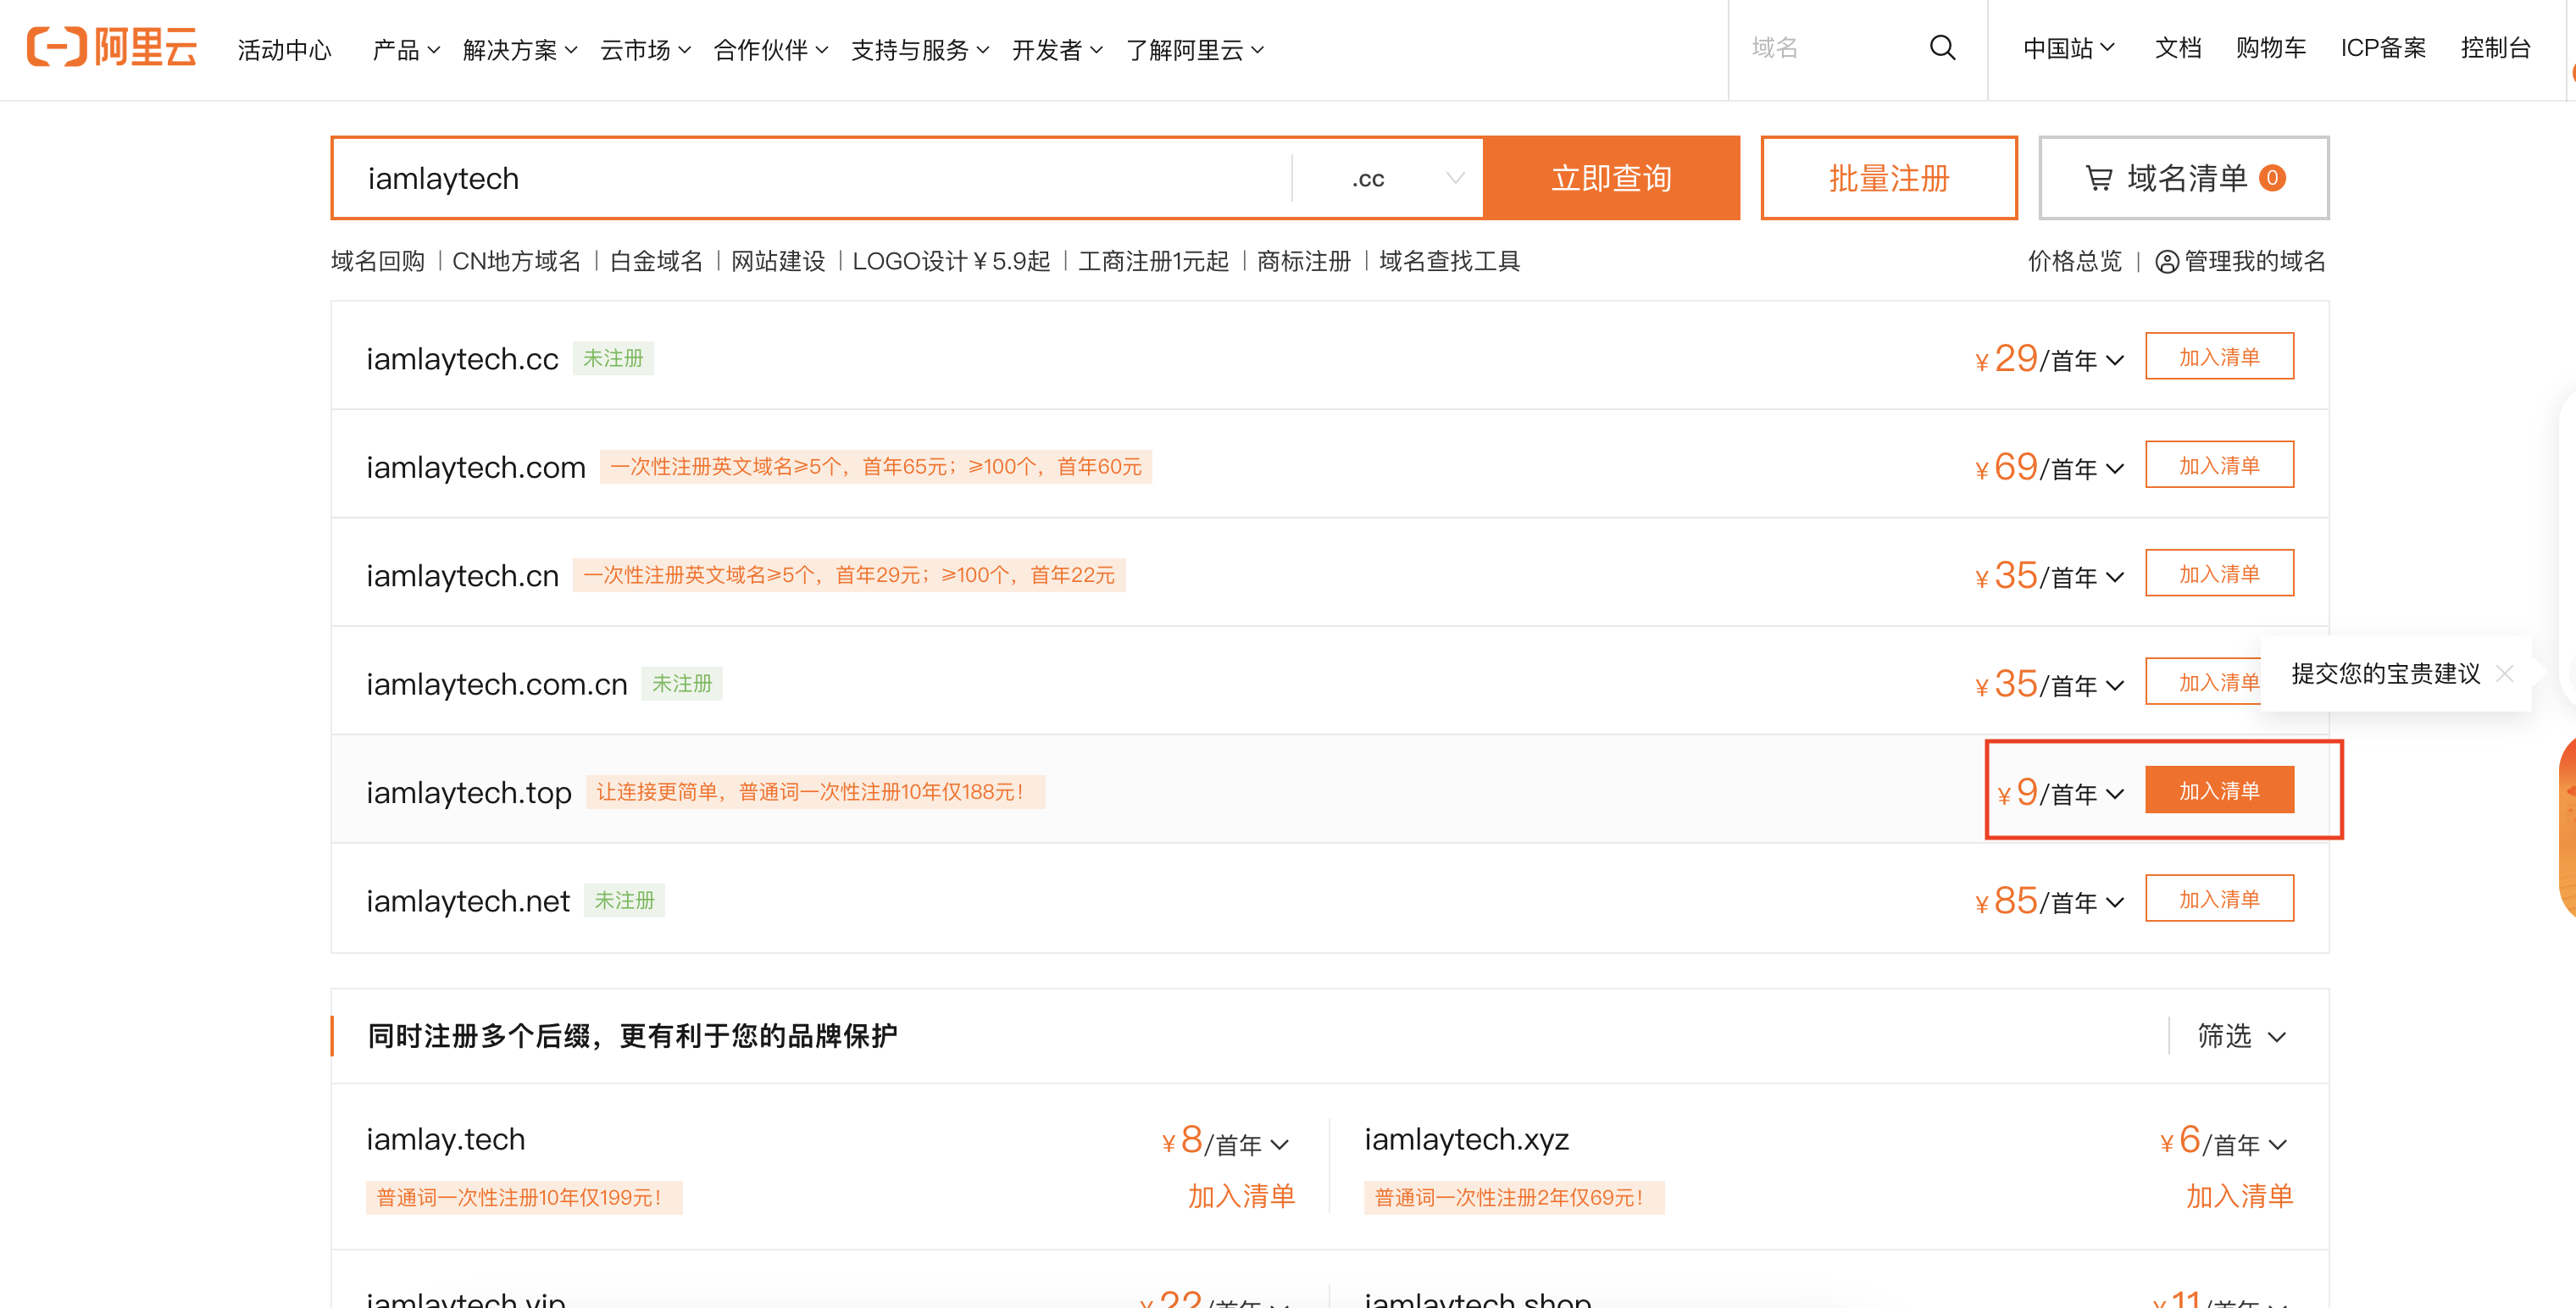 阿里云 活动中心 产品 解决方案 云市场 合作伙伴 支持与服务 开发者 了解阿里云 域名 中国站 文档 购物车 ICP备案 控制台
iamlaytech .cc 立即查询 批量注册 域名清单 0
域名回购 | CN地方域名 | 白金域名 | 网站建设 | LOGO设计￥5.9起 | 工商注册1元起 | 商标注册 | 域名查找工具 价格总览 | 管理我的域名
iamlaytech.cc 未注册 ¥ 29/首年 加入清单
iamlaytech.com 一次性注册英文域名≥5个，首年65元；≥100个，首年60元 ¥ 69/首年 加入清单
iamlaytech.cn 一次性注册英文域名≥5个，首年29元；≥100个，首年22元 ¥ 35/首年 加入清单
iamlaytech.com.cn 未注册 ¥ 35/首年 加入清单
提交您的宝贵建议
iamlaytech.top 让连接更简单，普通词一次性注册10年仅188元！ ¥ 9/首年 加入清单
iamlaytech.net 未注册 ¥ 85/首年 加入清单
同时注册多个后缀，更有利于您的品牌保护 筛选
iamlay.tech ¥ 8/首年 iamlaytech.xyz ¥ 6/首年
普通词一次性注册10年仅199元！ 加入清单 普通词一次性注册2年仅69元！ 加入清单
iamlaytech.vip ¥ 22/首年 iamlaytech.shop ¥ 11/首年